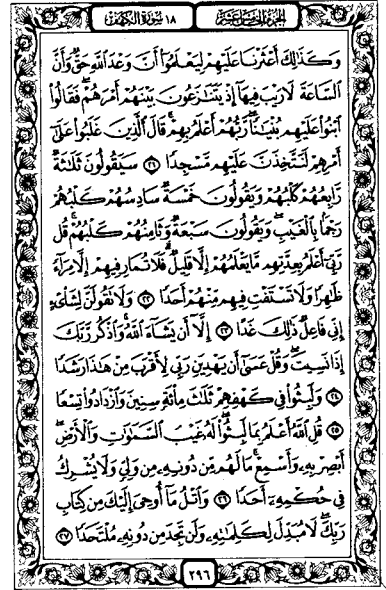 الجزء الخامس عشر
١٨ سورة الكهف
وَكَذَٰلِكَ أَعْثَرْنَا عَلَيْهِمْ لِيَعْلَمُوٓا۟ أَنَّ وَعْدَ ٱللَّهِ حَقٌّ وَأَنَّ
ٱلسَّاعَةَ لَا رَيْبَ فِيهَآ إِذْ يَتَنَٰزَعُونَ بَيْنَهُمْ أَمْرَهُمْ ۖ فَقَالُوا۟
ٱبْنُوا۟ عَلَيْهِم بُنْيَٰنًا ۖ رَّبُّهُمْ أَعْلَمُ بِهِمْ ۚ قَالَ ٱلَّذِينَ غَلَبُوا۟ عَلَىٰٓ
أَمْرِهِمْ لَنَتَّخِذَنَّ عَلَيْهِم مَّسْجِدًا ٢١ سَيَقُولُونَ ثَلَٰثَةٌ
رَّابِعُهُمْ كَلْبُهُمْ وَيَقُولُونَ خَمْسَةٌ سَادِسُهُمْ كَلْبُهُمْ
رَجْمًۢا بِٱلْغَيْبِ ۖ وَيَقُولُونَ سَبْعَةٌ وَثَامِنُهُمْ كَلْبُهُمْ ۚ قُل
رَّبِّىٓ أَعْلَمُ بِعِدَّتِهِم مَّا يَعْلَمُهُمْ إِلَّا قَلِيلٌ ۗ فَلَا تُمَارِ فِيهِمْ إِلَّا مِرَآءً
ظَٰهِرًا وَلَا تَسْتَفْتِ فِيهِم مِّنْهُمْ أَحَدًا ٢٢ وَلَا تَقُولَنَّ لِشَا۟ىْءٍ
إِنِّى فَاعِلٌ ذَٰلِكَ غَدًا ٢٣ إِلَّآ أَن يَشَآءَ ٱللَّهُ ۚ وَٱذْكُر رَّبَّكَ
إِذَا نَسِيتَ وَقُلْ عَسَىٰٓ أَن يَهْدِيَنِ رَبِّى لِأَقْرَبَ مِنْ هَٰذَا رَشَدًا
٢٤ وَلَبِثُوا۟ فِى كَهْفِهِمْ ثَلَٰثَ مِا۟ئَةٍ سِنِينَ وَٱزْدَادُوا۟ تِسْعًا
٢٥ قُلِ ٱللَّهُ أَعْلَمُ بِمَا لَبِثُوا۟ ۖ لَهُۥ غَيْبُ ٱلسَّمَٰوَٰتِ وَٱلْأَرْضِ ۖ
أَبْصِرْ بِهِۦ وَأَسْمِعْ ۚ مَا لَهُم مِّن دُونِهِۦ مِن وَلِىٍّ وَلَا يُشْرِكُ
فِى حُكْمِهِۦٓ أَحَدًا ٢٦ وَٱتْلُ مَآ أُوحِىَ إِلَيْكَ مِن كِتَابِ
رَبِّكَ ۖ لَا مُبَدِّلَ لِكَلِمَٰتِهِۦ وَلَن تَجِدَ مِن دُونِهِۦ مُلْتَحَدًا ٢٧
٢٩٦